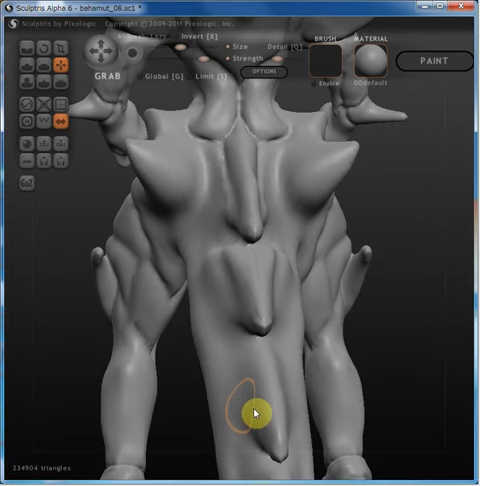 Sculptris Alpha 6 - bahamut_08.sc1 *
Sculptris by Pixologic Copyright © 2009-2011 Pixologic, Inc.
Invert [X]
BRUSH
MATERIAL
Size
Detail [Q]
Strength
PAINT
GRAB
Global [G]
Limit [S]
OPTIONS
Enable
00default
GoZ
234904 triangles